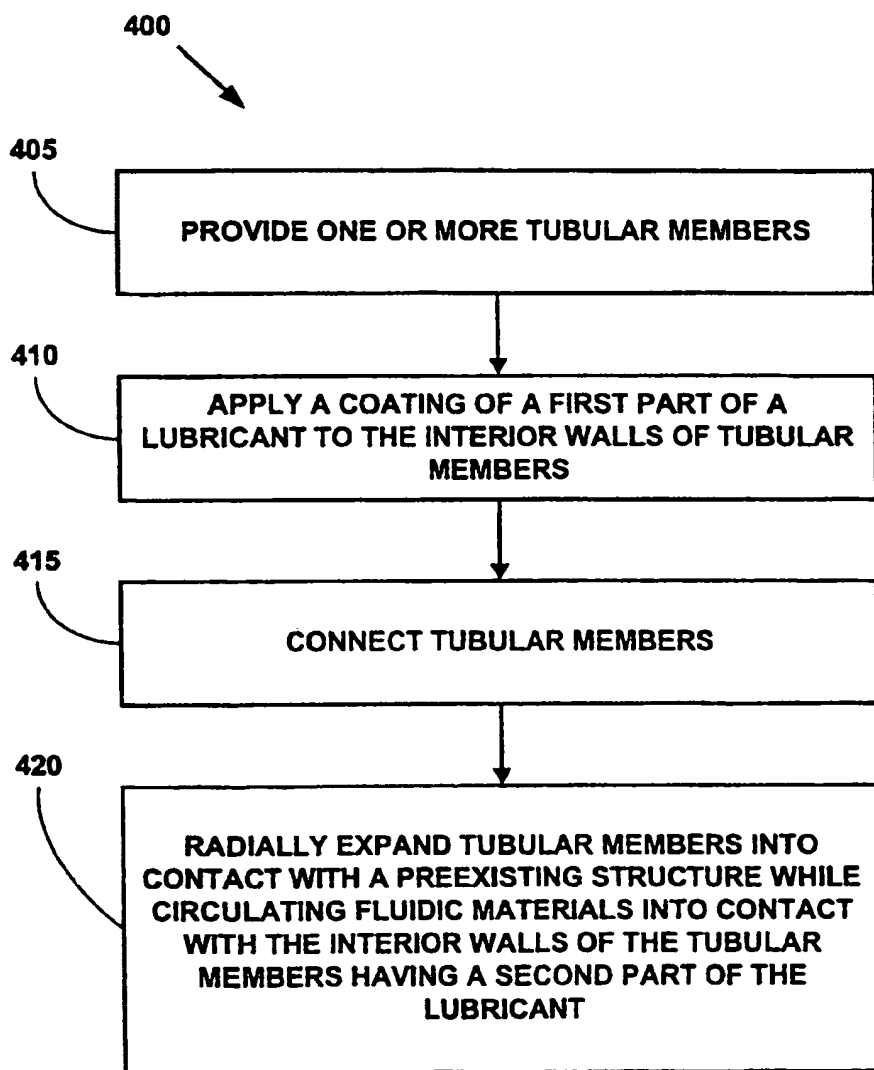 400
405
PROVIDE ONE OR MORE TUBULAR MEMBERS
410
APPLY A COATING OF A FIRST PART OF A
LUBRICANT TO THE INTERIOR WALLS OF TUBULAR
MEMBERS
415
CONNECT TUBULAR MEMBERS
420
RADIALLY EXPAND TUBULAR MEMBERS INTO
CONTACT WITH A PREEXISTING STRUCTURE WHILE
CIRCULATING FLUIDIC MATERIALS INTO CONTACT
WITH THE INTERIOR WALLS OF THE TUBULAR
MEMBERS HAVING A SECOND PART OF THE
LUBRICANT